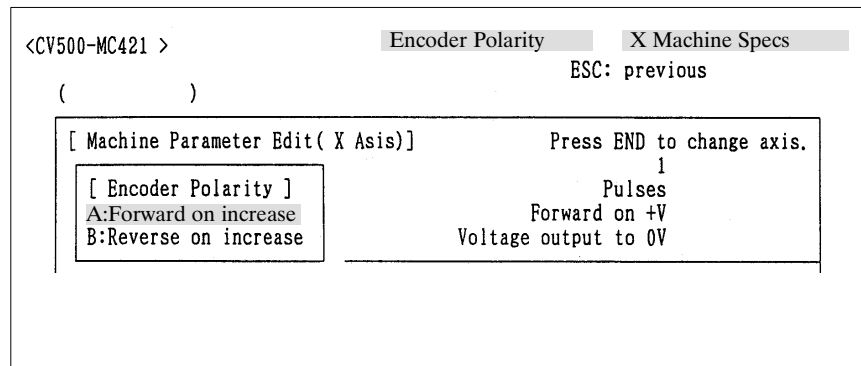 <CV500-MC421 > Encoder Polarity X Machine Specs
ESC: previous
( )
[ Machine Parameter Edit( X Asis)] Press END to change axis.
1
[ Encoder Polarity ] Pulses
A:Forward on increase Forward on +V
B:Reverse on increase Voltage output to 0V